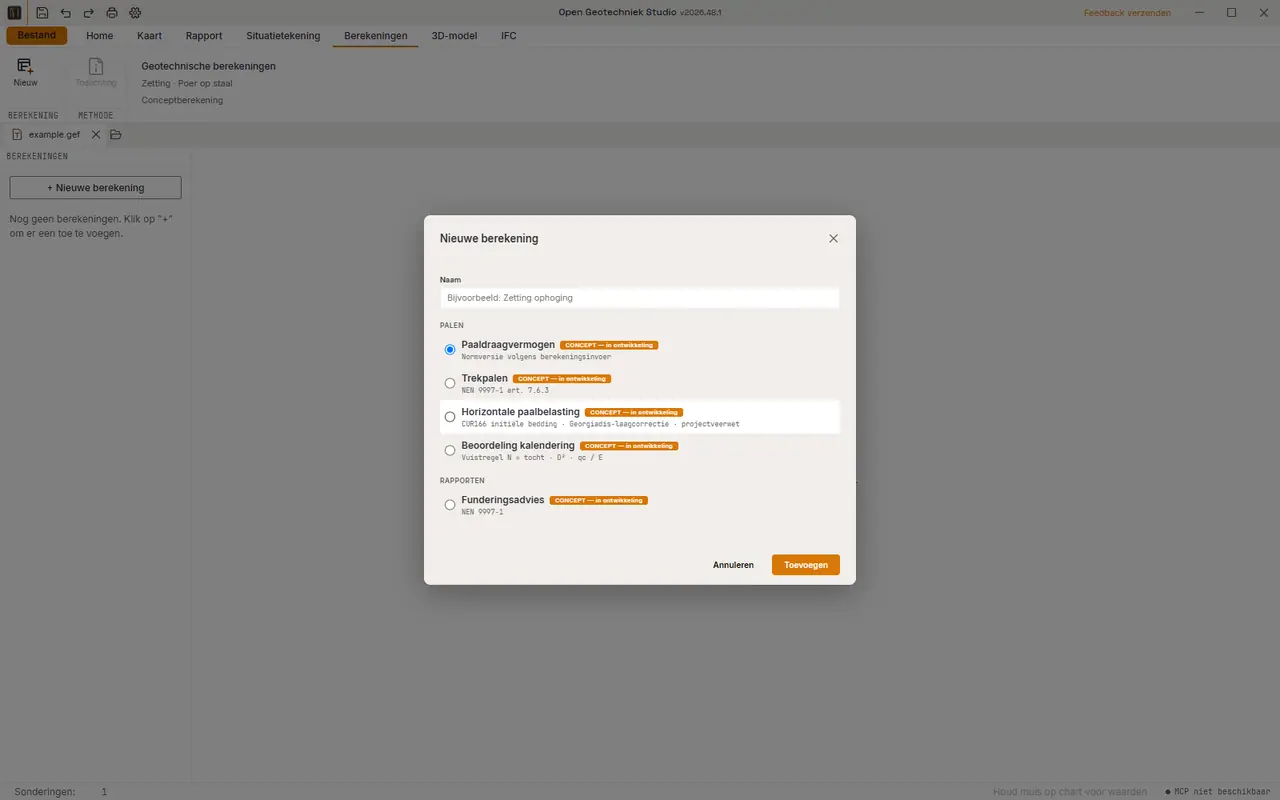 Open Geotechniek Studio v2026.48.1
Feedback verzenden
Bestand Home Kaart Rapport Situatietekening Berekeningen 3D-model IFC
Nieuw
Toelichting
Geotechnische berekeningen
Zetting · Poer op staal
Conceptberekening
BEREKENING METHODE
example.gef
BEREKENINGEN
+ Nieuwe berekening
Nog geen berekeningen. Klik op "+"
om er een toe te voegen.
Nieuwe berekening
Naam
Bijvoorbeeld: Zetting ophoging
PALEN
Paaldraagvermogen CONCEPT — in ontwikkeling
Normversie volgens berekeningsinvoer
Trekpalen CONCEPT — in ontwikkeling
NEN 9997-1 art. 7.6.3
Horizontale paalbelasting CONCEPT — in ontwikkeling
CUR166 initiële bedding · Georgiadis-laagcorrectie · projectveerwet
Beoordeling kalendering CONCEPT — in ontwikkeling
RAPPORTEN
Funderingsadvies CONCEPT — in ontwikkeling
NEN 9997-1
Annuleren Toevoegen
Sonderingen: 1
Houd muis op chart voor waarden
MCP niet beschikbaar